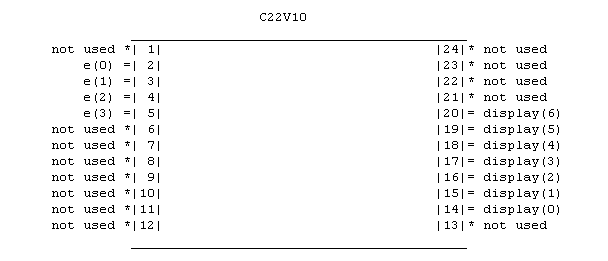 C22V10
not used *| 1| |24|* not used
e(0) =| 2| |23|* not used
e(1) =| 3| |22|* not used
e(2) =| 4| |21|* not used
e(3) =| 5| |20|= display(6)
not used *| 6| |19|= display(5)
not used *| 7| |18|= display(4)
not used *| 8| |17|= display(3)
not used *| 9| |16|= display(2)
not used *|10| |15|= display(1)
not used *|11| |14|= display(0)
not used *|12| |13|* not used